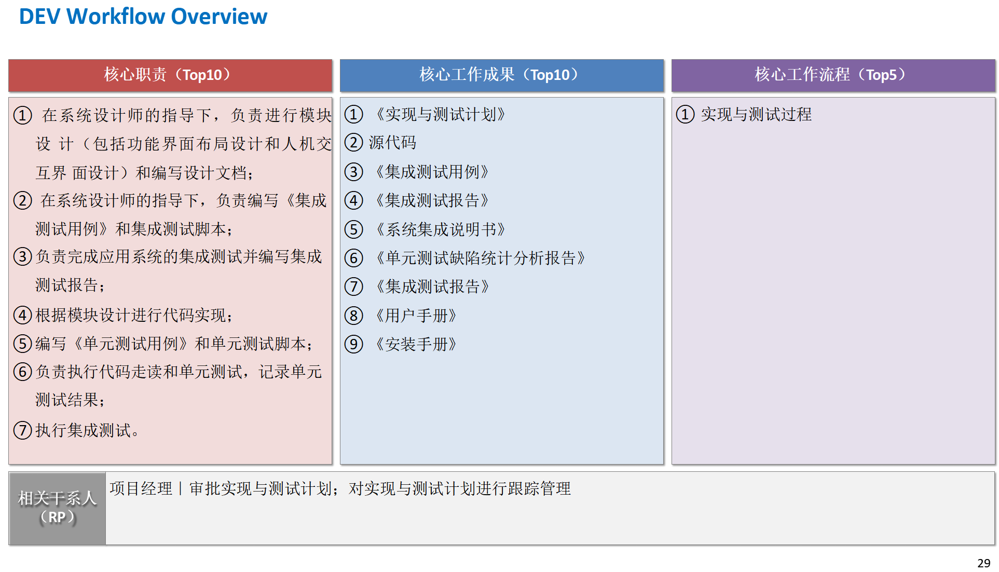 DEV Workflow Overview
核心职责（Top10）
① 在系统设计师的指导下，负责进行模块
设 计（包括功能界面布局设计和人机交
互界 面设计）和编写设计文档；
② 在系统设计师的指导下，负责编写《集成
测试用例》和集成测试脚本；
③ 负责完成应用系统的集成测试并编写集成
测试报告；
④ 根据模块设计进行代码实现；
⑤ 编写《单元测试用例》和单元测试脚本；
⑥ 负责执行代码走读和单元测试，记录单元
测试结果；
⑦ 执行集成测试。
核心工作成果（Top10）
① 《实现与测试计划》
② 源代码
③ 《集成测试用例》
④ 《集成测试报告》
⑤ 《系统集成说明书》
⑥ 《单元测试缺陷统计分析报告》
⑦ 《集成测试报告》
⑧ 《用户手册》
⑨ 《安装手册》
核心工作流程（Top5）
① 实现与测试过程
相关干系人
（RP）
项目经理｜审批实现与测试计划；对实现与测试计划进行跟踪管理
29